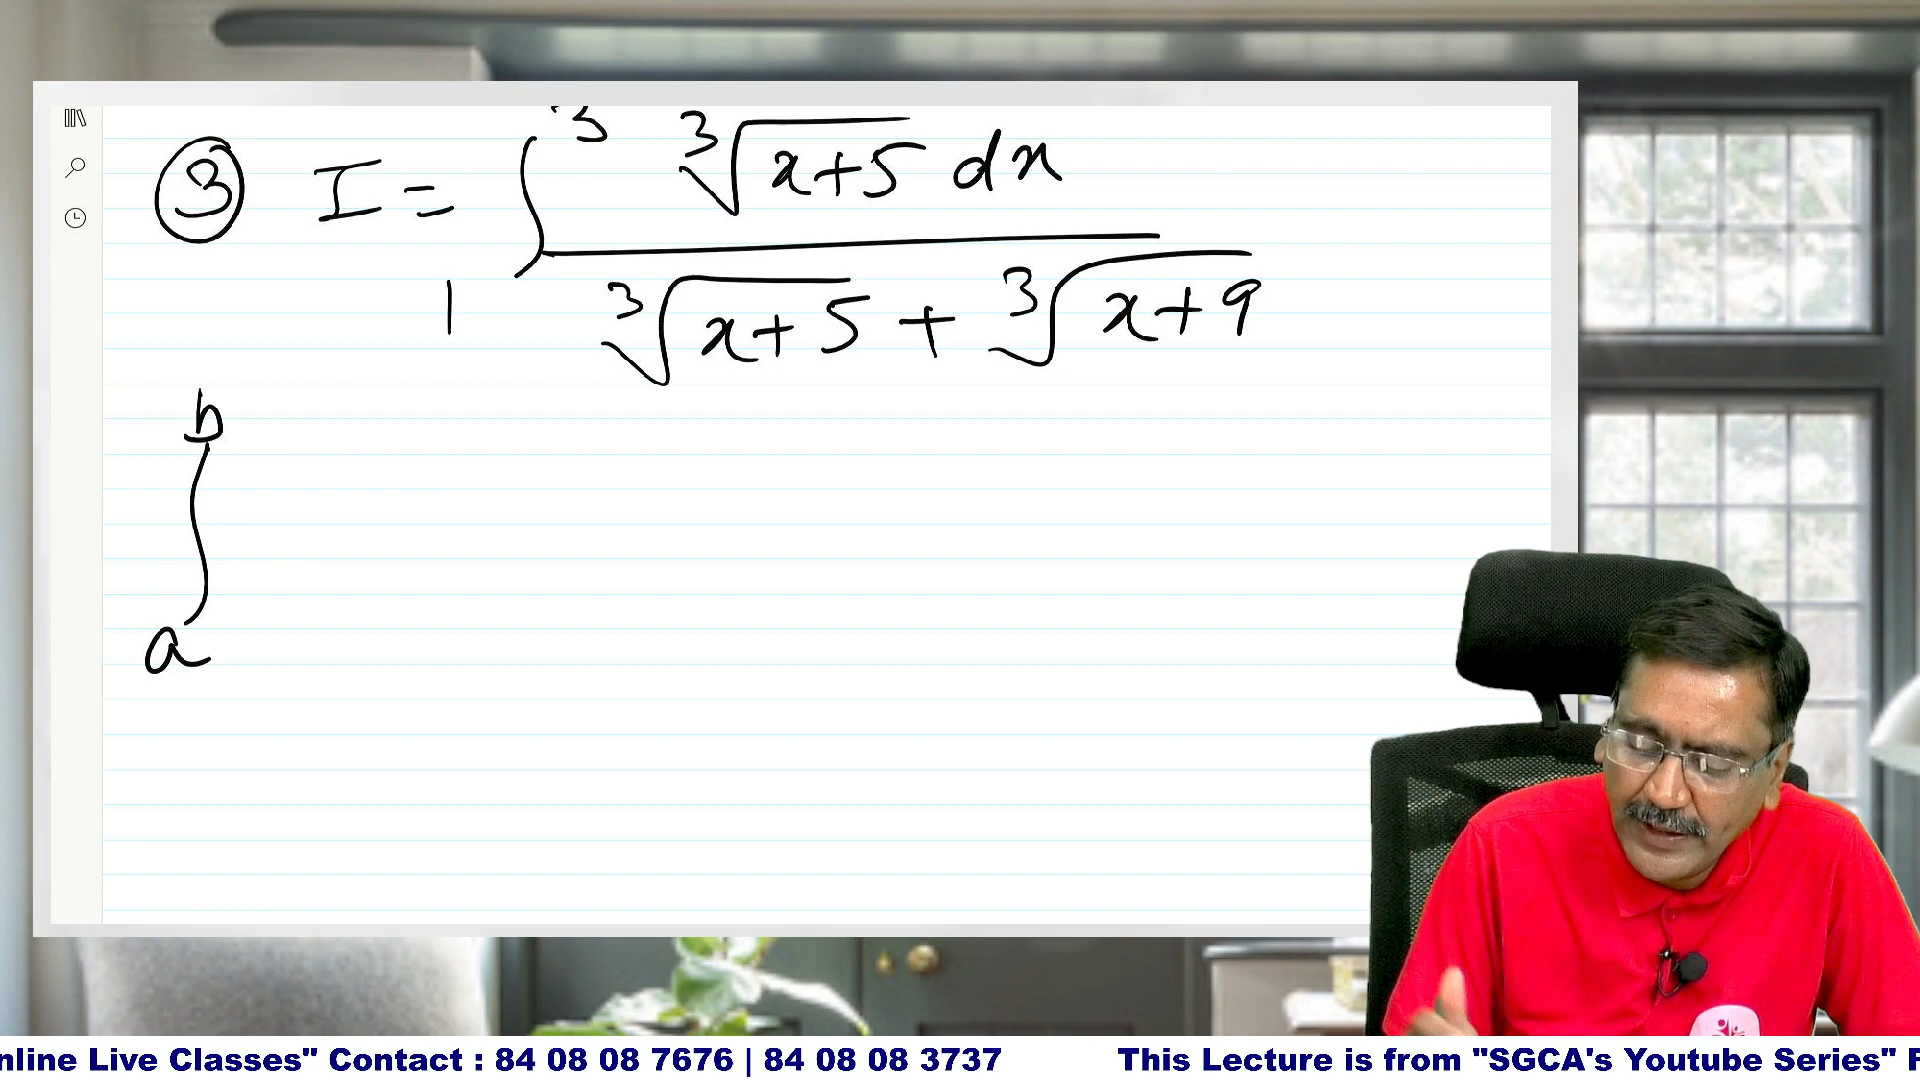 ③ I = ∫₁³ ∛(x+5) dx / (∛(x+5) + ∛(x+9))
b
∫
a
nline Live Classes" Contact : 84 08 08 7676 | 84 08 08 3737 This Lecture is from "SGCA's Youtube Series" F